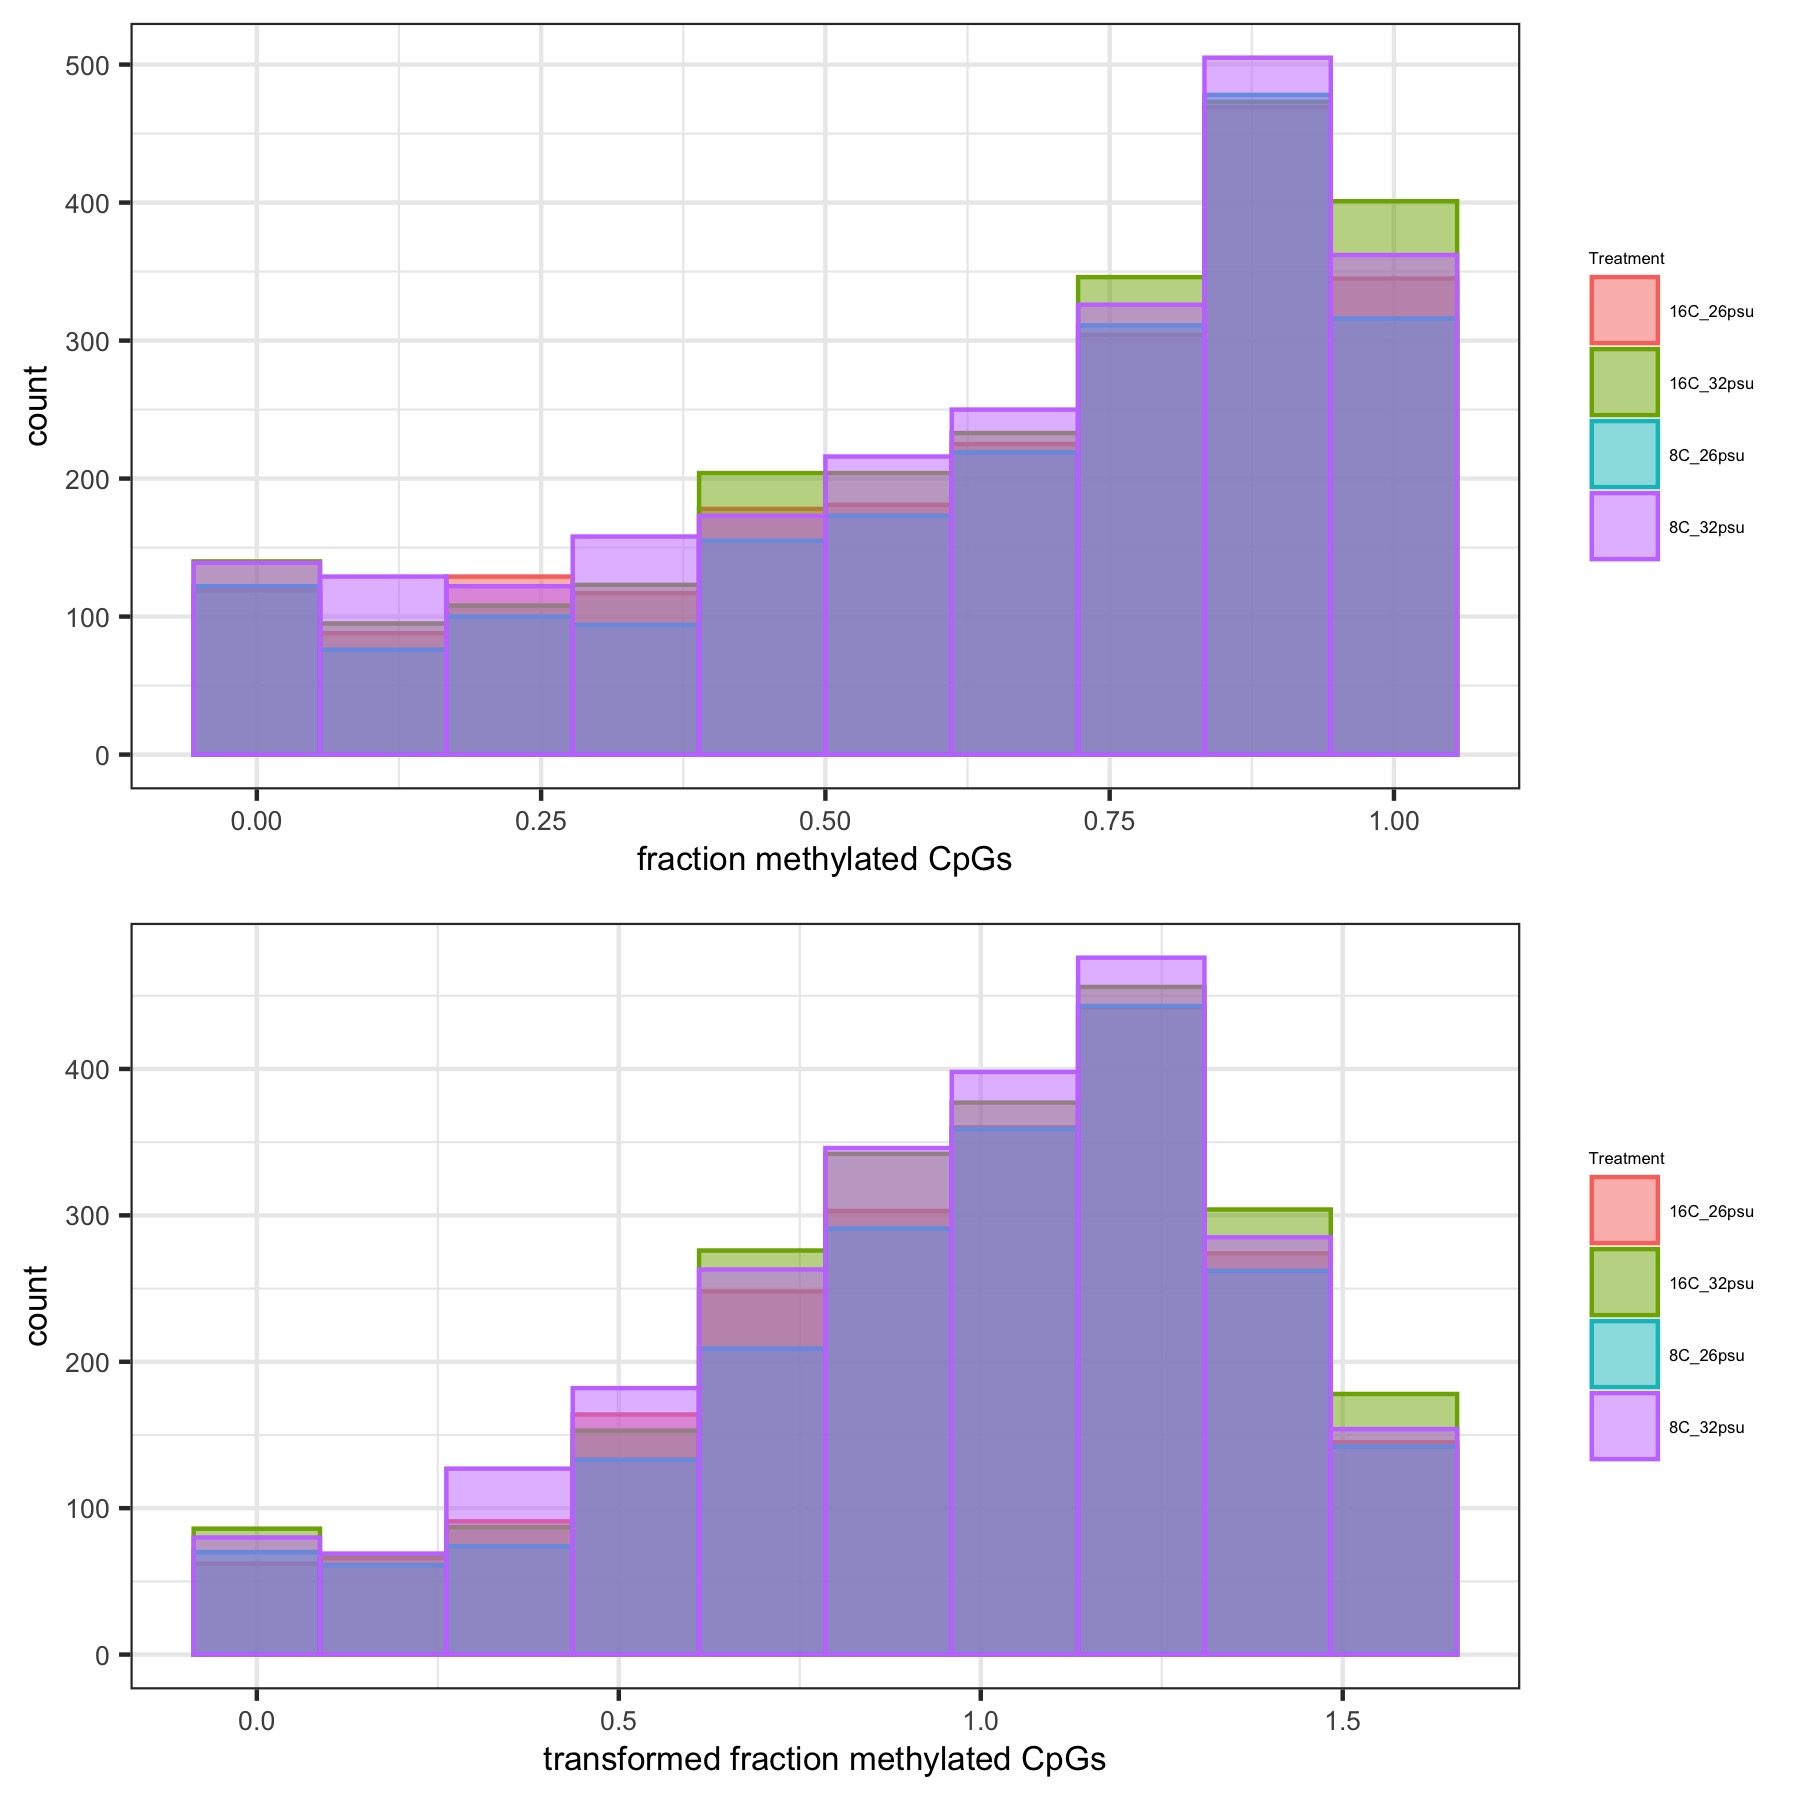 500
400
300
200
100
0
count
0.00 0.25 0.50 0.75 1.00
fraction methylated CpGs
Treatment
16C_26psu
16C_32psu
8C_26psu
8C_32psu
400
300
200
100
0
count
0.0 0.5 1.0 1.5
transformed fraction methylated CpGs
Treatment
16C_26psu
16C_32psu
8C_26psu
8C_32psu